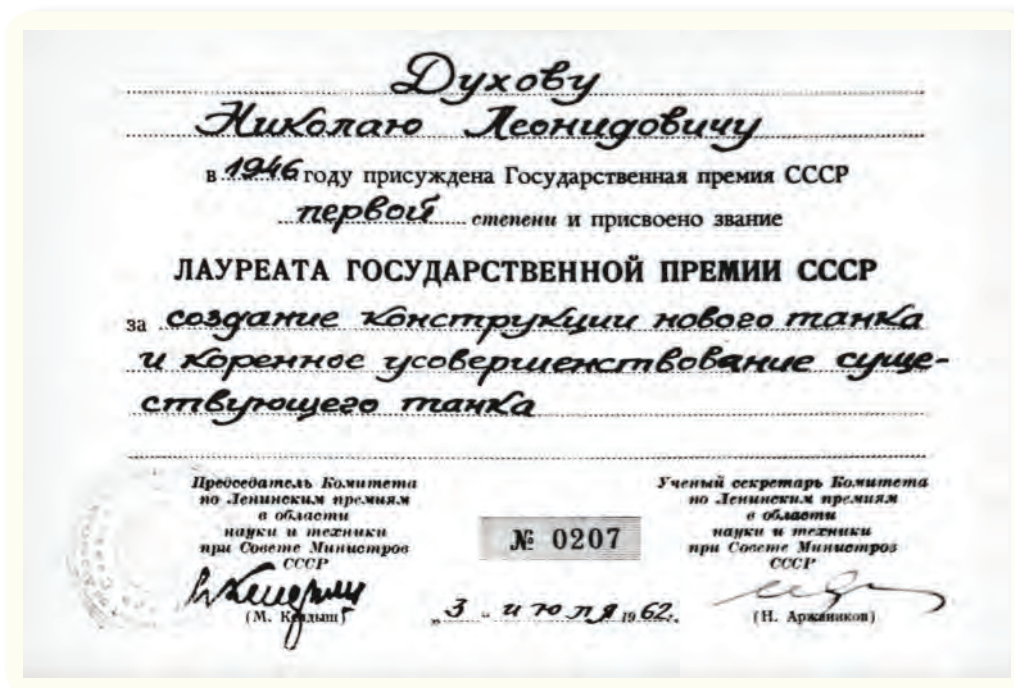 Духову
Николаю Леонидовичу
в 1946 году присуждена Государственная премия СССР
первой степени и присвоено звание
ЛАУРЕАТА ГОСУДАРСТВЕННОЙ ПРЕМИИ СССР
за создание конструкции нового танка
и коренное усовершенствование суще-
ствующего танка
Председатель Комитета
по Ленинским премиям
в области
науки и техники
при Совете Министров
СССР
(М. Келдыш)
№ 0207
„3 “ июля 1962 г.
Ученый секретарь Комитета
по Ленинским премиям
в области
науки и техники
при Совете Министров
СССР
(Н. Аржаников)